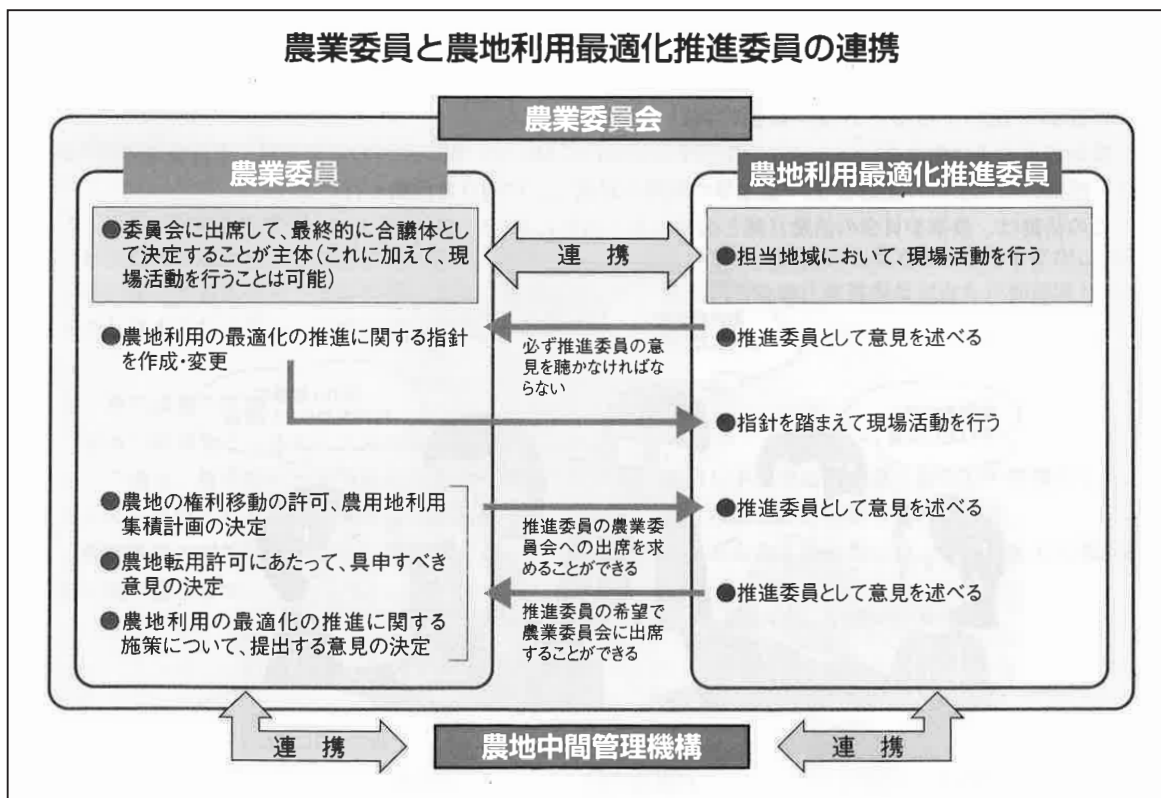 農業委員と農地利用最適化推進委員の連携
農業委員会
農業委員
●委員会に出席して、最終的に合議体と
して決定することが主体(これに加えて、現
場活動を行うことは可能)
●農地利用の最適化の推進に関する指針
を作成・変更
●農地の権利移動の許可、農用地利用
集積計画の決定
●農地転用許可にあたって、具申すべき
意見の決定
●農地利用の最適化の推進に関する
施策について、提出する意見の決定
連 携
必ず推進委員の意
見を聴かなければな
らない
推進委員の農業委
員会への出席を求
めることができる
推進委員の希望で
農業委員会に出席
することができる
農地利用最適化推進委員
●担当地域において、現場活動を行う
●推進委員として意見を述べる
●指針を踏まえて現場活動を行う
●推進委員として意見を述べる
●推進委員として意見を述べる
連 携
農地中間管理機構
連 携